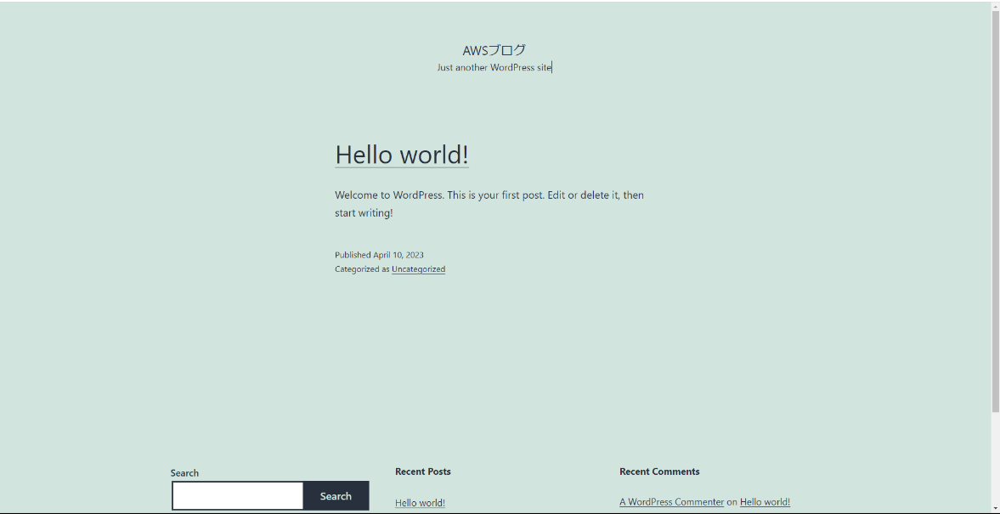 AWSブログ
Just another WordPress site
Hello world!
Welcome to WordPress. This is your first post. Edit or delete it, then
start writing!
Published April 10, 2023
Categorized as Uncategorized
Search
Search
Recent Posts
Hello world!
Recent Comments
A WordPress Commenter on Hello world!